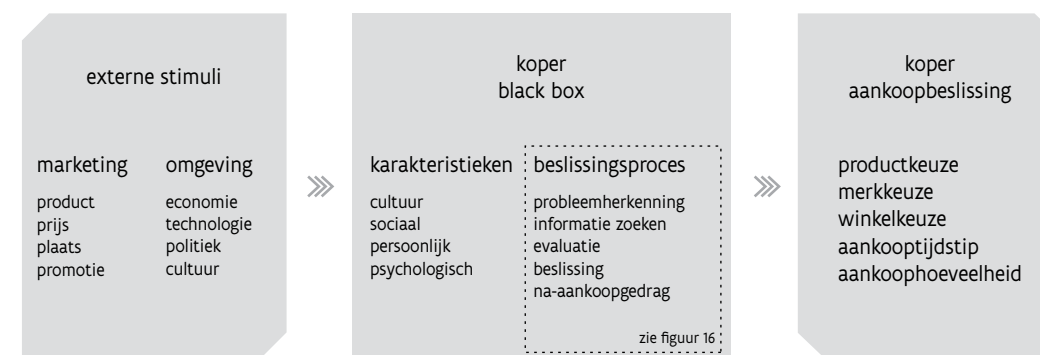 externe stimuli
marketing
product
prijs
plaats
promotie
omgeving
economie
technologie
politiek
cultuur
koper
black box
karakteristieken
cultuur
sociaal
persoonlijk
psychologisch
beslissingsproces
probleemherkenning
informatie zoeken
evaluatie
beslissing
na-aankoopgedrag
zie figuur 16
koper
aankoopbeslissing
productkeuze
merkkeuze
winkelkeuze
aankooptijdstip
aankoophoeveelheid